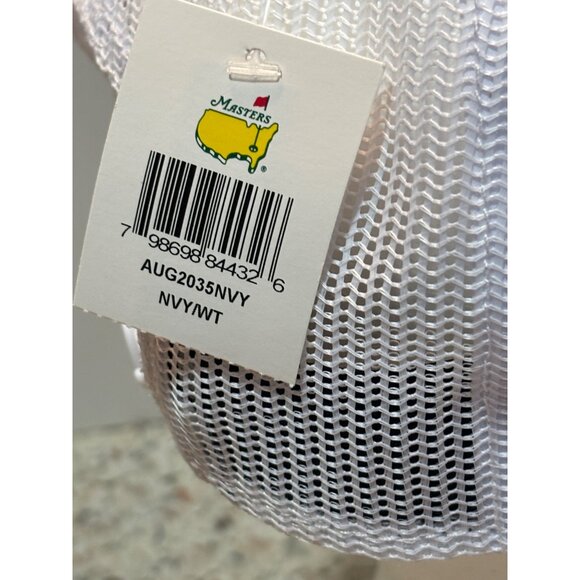 MASTERS
®
7 98698 84432 6
AUG2035NVY
NVY/WT